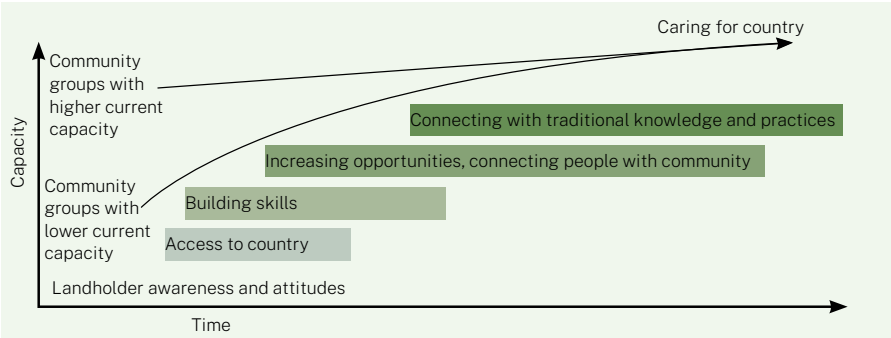 Caring for country
Community
groups with
higher current
capacity
Capacity
Connecting with traditional knowledge and practices
Increasing opportunities, connecting people with community
Community
groups with
lower current
capacity
Building skills
Access to country
Landholder awareness and attitudes
Time